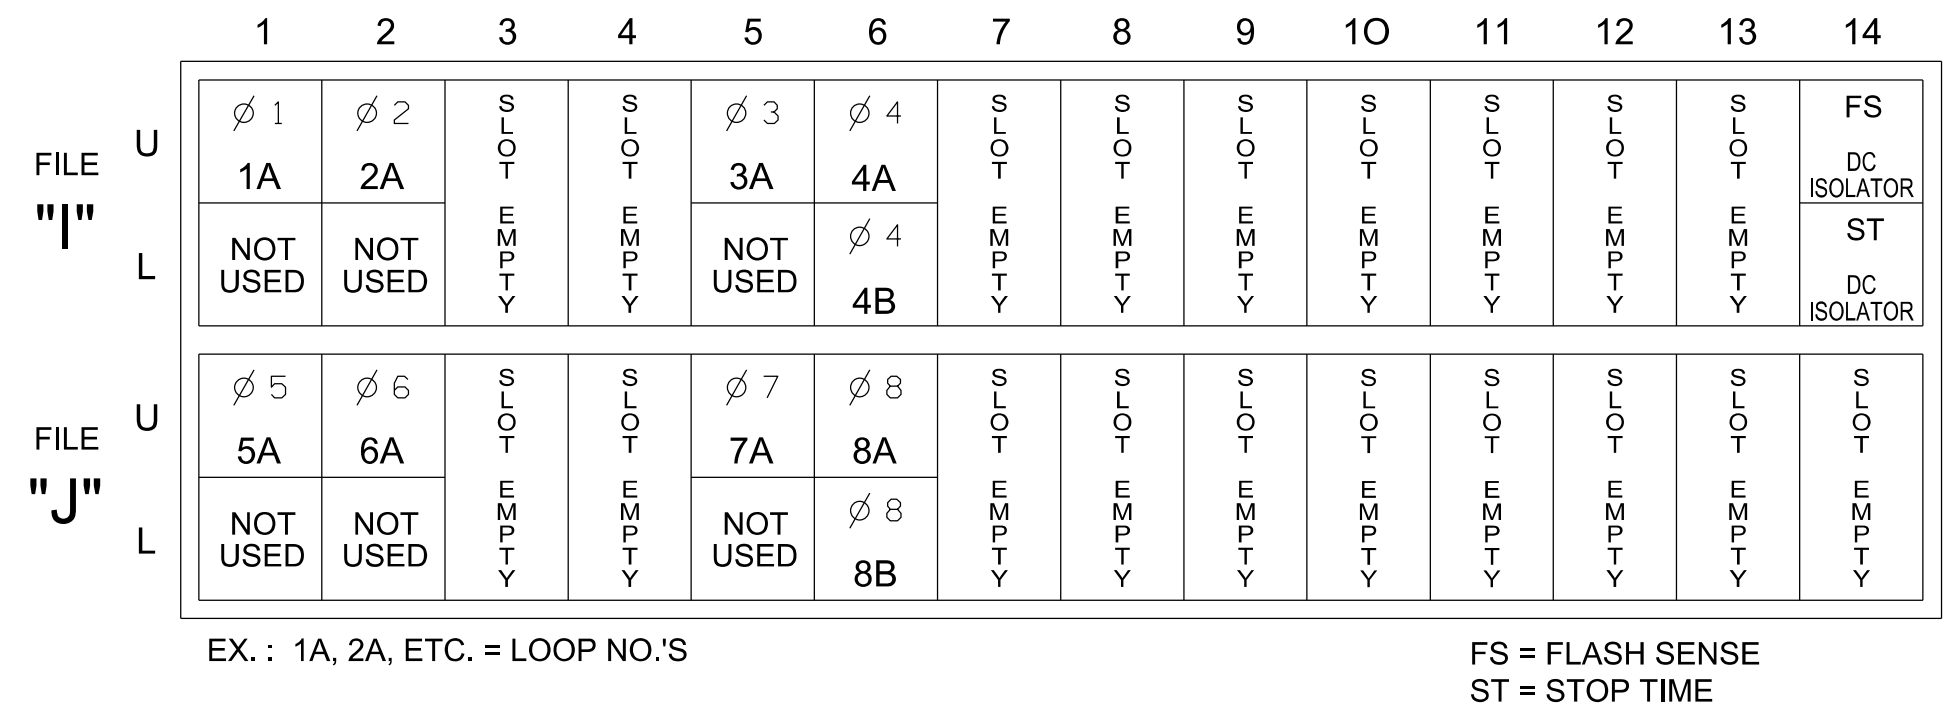 1 2 3 4 5 6 7 8 9 10 11 12 13 14
FILE
"I"
U
L
∅ 1
1A
∅ 2
2A
SLOT EMPTY
SLOT EMPTY
∅ 3
3A
∅ 4
4A
SLOT EMPTY
SLOT EMPTY
SLOT EMPTY
SLOT EMPTY
SLOT EMPTY
SLOT EMPTY
SLOT EMPTY
FS
DC
ISOLATOR
NOT
USED
NOT
USED
NOT
USED
∅ 4
4B
ST
DC
ISOLATOR
FILE
"J"
U
L
∅ 5
5A
∅ 6
6A
SLOT EMPTY
SLOT EMPTY
∅ 7
7A
∅ 8
8A
SLOT EMPTY
SLOT EMPTY
SLOT EMPTY
SLOT EMPTY
SLOT EMPTY
SLOT EMPTY
SLOT EMPTY
SLOT EMPTY
NOT
USED
NOT
USED
NOT
USED
∅ 8
8B
EX. : 1A, 2A, ETC. = LOOP NO.'S
FS = FLASH SENSE
ST = STOP TIME